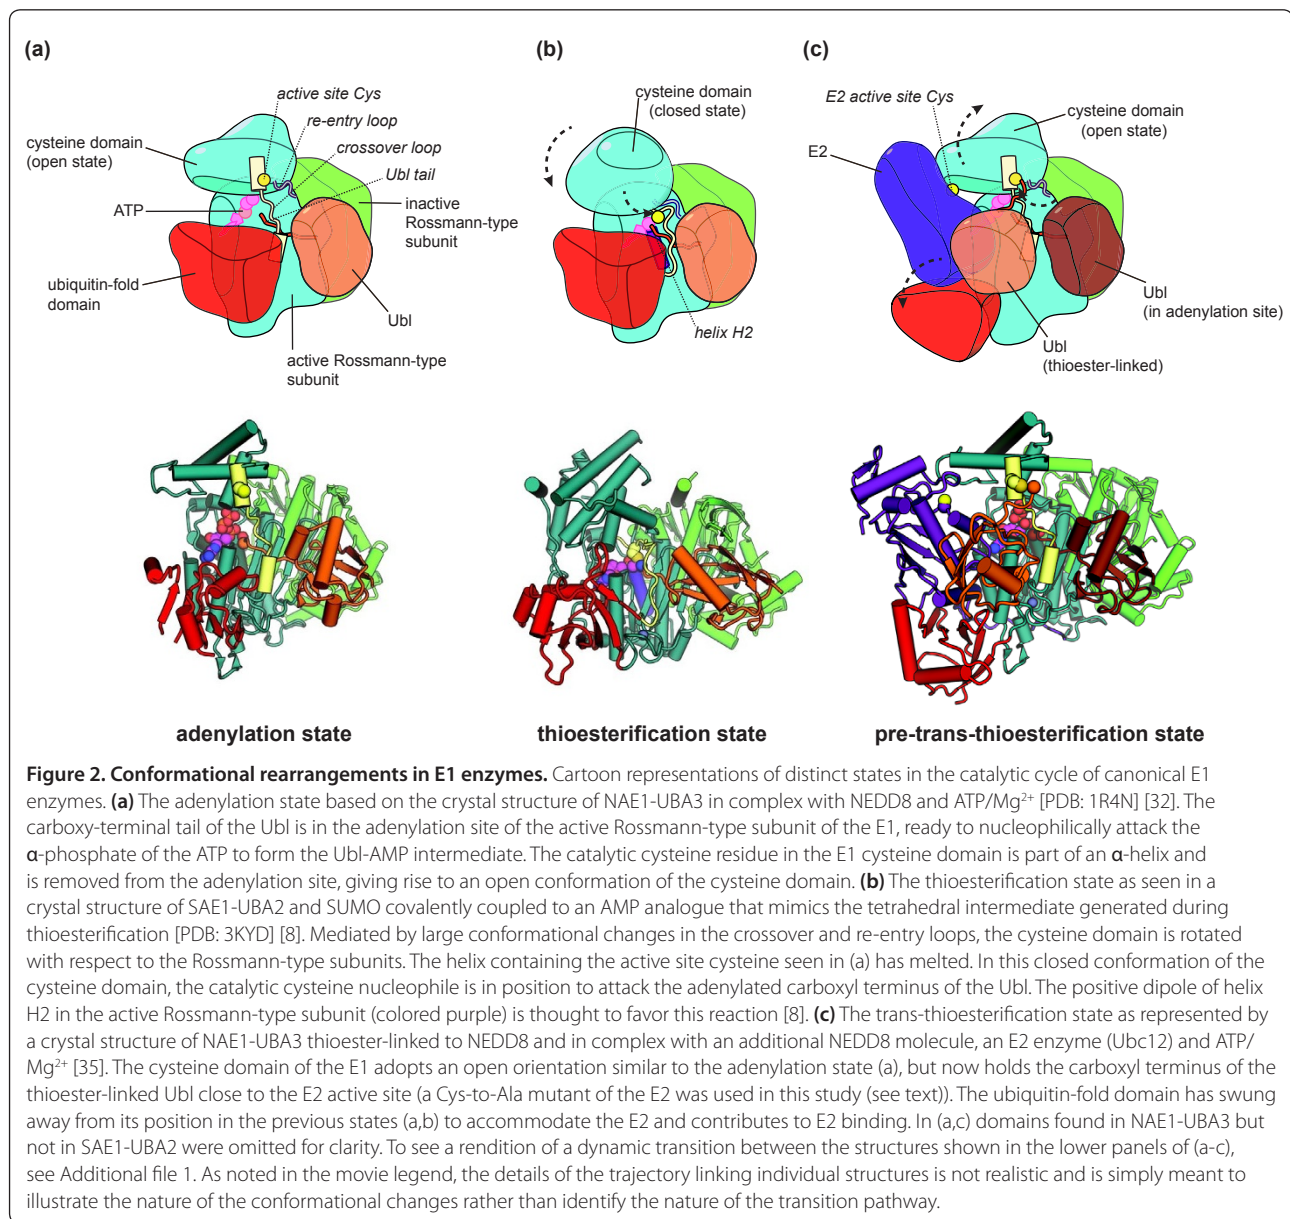 (a)
active site Cys
re-entry loop
cysteine domain
(open state)
crossover loop
Ubl tail
ATP
inactive
Rossmann-type
subunit
ubiquitin-fold
domain
Ubl
active Rossmann-type
subunit
(b)
cysteine domain
(closed state)
helix H2
(c)
E2 active site Cys
cysteine domain
(open state)
E2
Ubl
(in adenylation site)
Ubl
(thioester-linked)
adenylation state
thioesterification state
pre-trans-thioesterification state
Figure 2. Conformational rearrangements in E1 enzymes. Cartoon representations of distinct states in the catalytic cycle of canonical E1
enzymes. (a) The adenylation state based on the crystal structure of NAE1-UBA3 in complex with NEDD8 and ATP/Mg²⁺ [PDB: 1R4N] [32]. The
carboxy-terminal tail of the Ubl is in the adenylation site of the active Rossmann-type subunit of the E1, ready to nucleophilically attack the
α-phosphate of the ATP to form the Ubl-AMP intermediate. The catalytic cysteine residue in the E1 cysteine domain is part of an α-helix and
is removed from the adenylation site, giving rise to an open conformation of the cysteine domain. (b) The thioesterification state as seen in a
crystal structure of SAE1-UBA2 and SUMO covalently coupled to an AMP analogue that mimics the tetrahedral intermediate generated during
thioesterification [PDB: 3KYD] [8]. Mediated by large conformational changes in the crossover and re-entry loops, the cysteine domain is rotated
with respect to the Rossmann-type subunits. The helix containing the active site cysteine seen in (a) has melted. In this closed conformation of the
cysteine domain, the catalytic cysteine nucleophile is in position to attack the adenylated carboxyl terminus of the Ubl. The positive dipole of helix
H2 in the active Rossmann-type subunit (colored purple) is thought to favor this reaction [8]. (c) The trans-thioesterification state as represented by
a crystal structure of NAE1-UBA3 thioester-linked to NEDD8 and in complex with an additional NEDD8 molecule, an E2 enzyme (Ubc12) and ATP/
Mg²⁺ [35]. The cysteine domain of the E1 adopts an open orientation similar to the adenylation state (a), but now holds the carboxyl terminus of the
thioester-linked Ubl close to the E2 active site (a Cys-to-Ala mutant of the E2 was used in this study (see text)). The ubiquitin-fold domain has swung
away from its position in the previous states (a,b) to accommodate the E2 and contributes to E2 binding. In (a,c) domains found in NAE1-UBA3 but
not in SAE1-UBA2 were omitted for clarity. To see a rendition of a dynamic transition between the structures shown in the lower panels of (a-c),
see Additional file 1. As noted in the movie legend, the details of the trajectory linking individual structures is not realistic and is simply meant to
illustrate the nature of the conformational changes rather than identify the nature of the transition pathway.